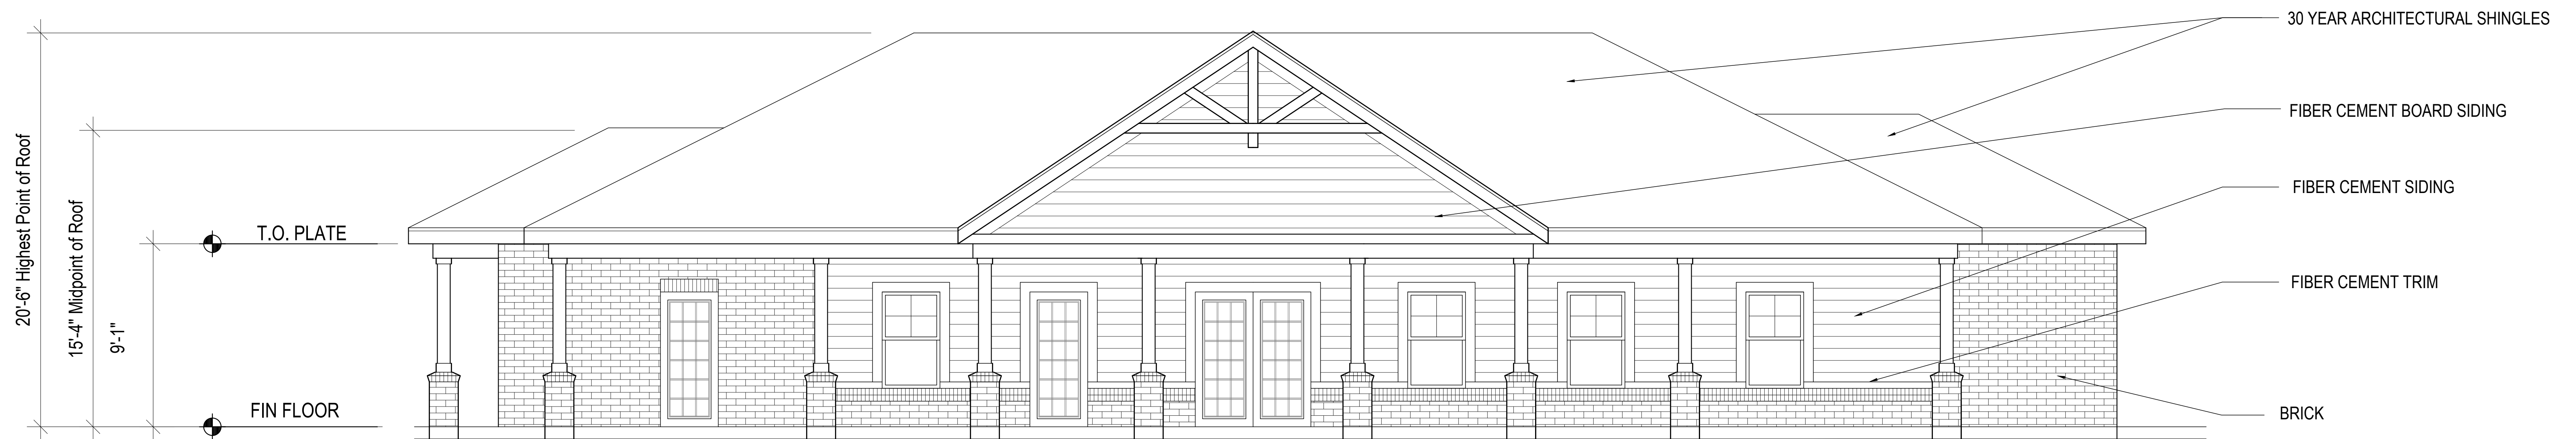 30 YEAR ARCHITECTURAL SHINGLES
FIBER CEMENT BOARD SIDING
FIBER CEMENT SIDING
FIBER CEMENT TRIM
BRICK
T.O. PLATE
FIN FLOOR
20'-6" Highest Point of Roof
15'-4" Midpoint of Roof
9'-1"